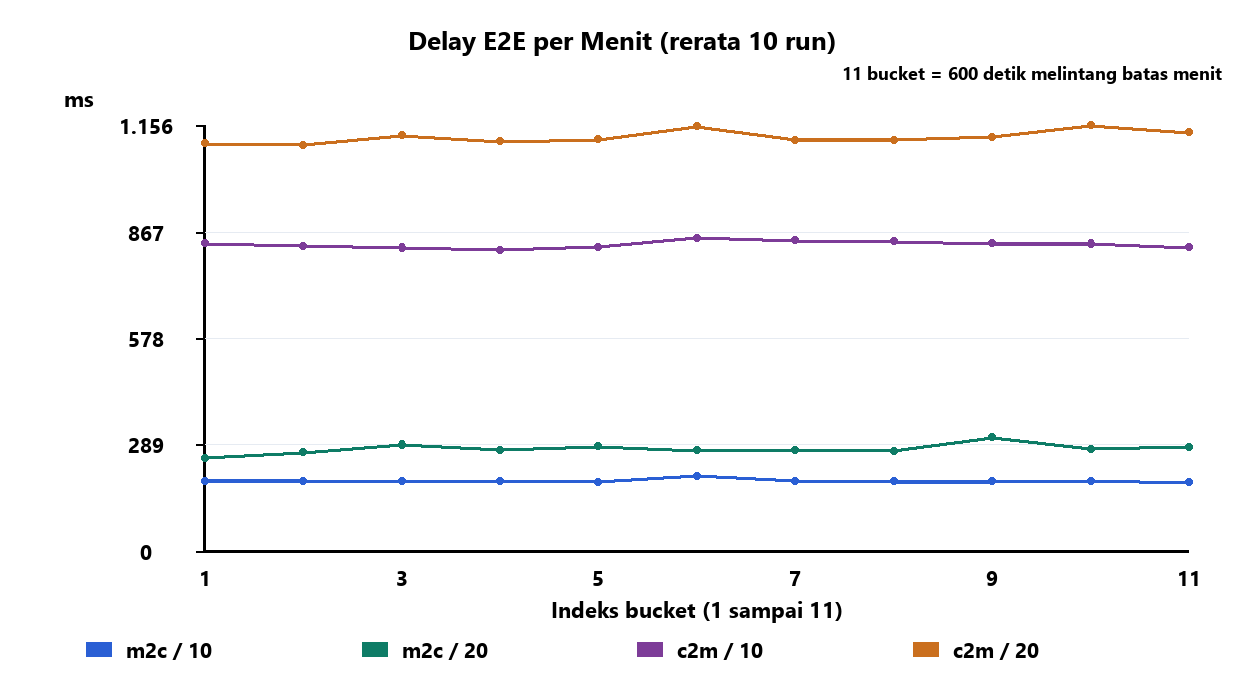 Delay E2E per Menit (rerata 10 run)
11 bucket = 600 detik melintang batas menit
ms
1.156
867
578
289
0
1 3 5 7 9 11
Indeks bucket (1 sampai 11)
m2c / 10 m2c / 20 c2m / 10 c2m / 20